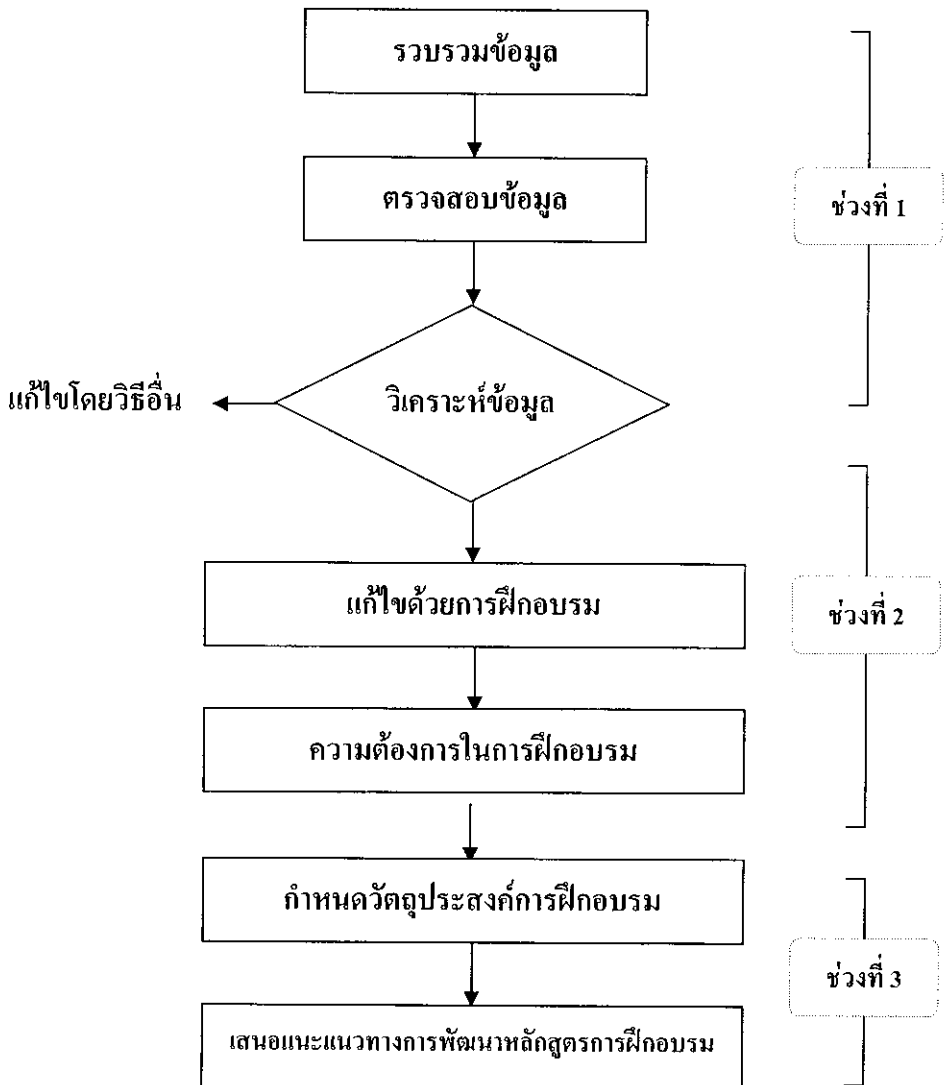 รวบรวมข้อมูล
ตรวจสอบข้อมูล
ช่วงที่ 1
วิเคราะห์ข้อมูล
แก้ไขโดยวิธีอื่น
แก้ไขด้วยการฝึกอบรม
ช่วงที่ 2
ความต้องการในการฝึกอบรม
กำหนดวัตถุประสงค์การฝึกอบรม
ช่วงที่ 3
เสนอแนะแนวทางการพัฒนาหลักสูตรการฝึกอบรม